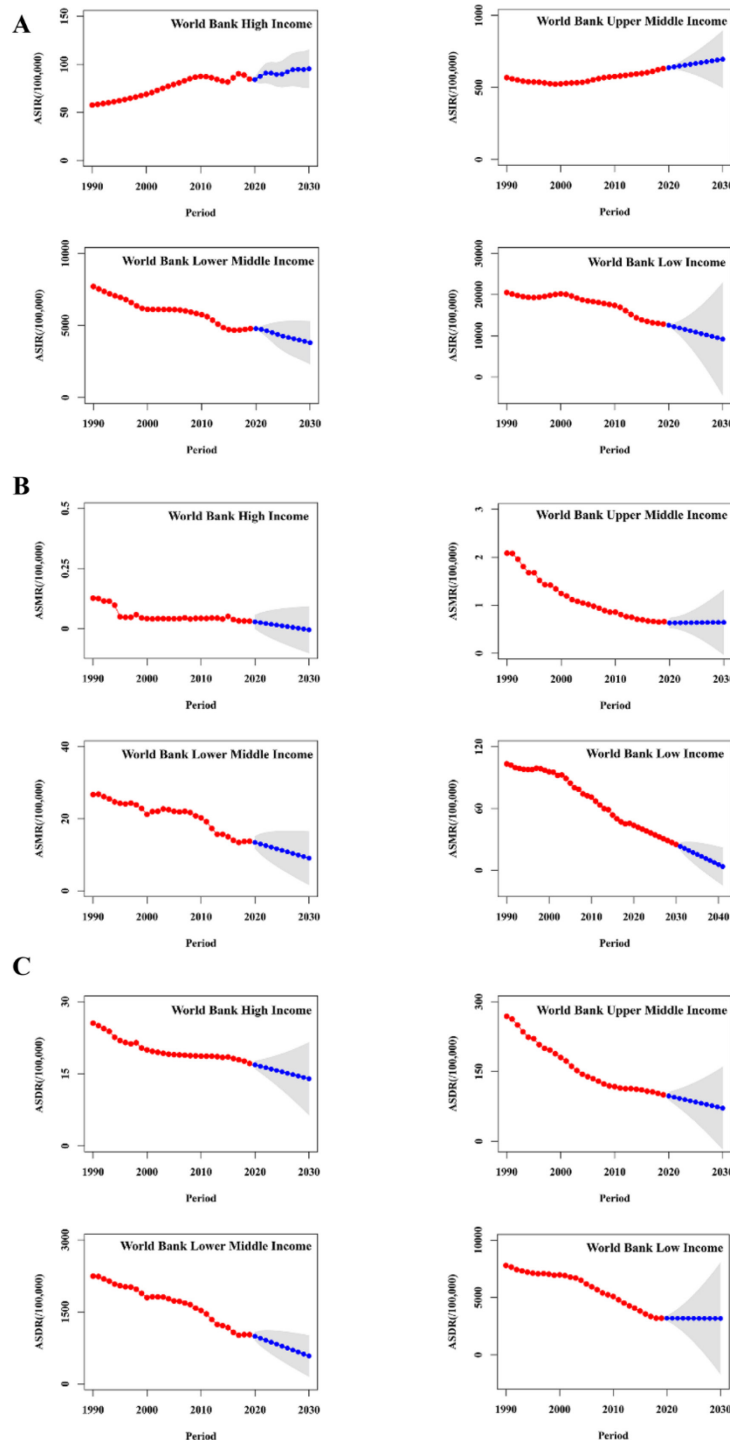 A
World Bank High Income
ASIR(/100,000)
0 50 100 150
1990 2000 2010 2020 2030
Period
World Bank Upper Middle Income
ASIR(/100,000)
0 500 1000
1990 2000 2010 2020 2030
Period
World Bank Lower Middle Income
ASIR(/100,000)
0 5000 10000
1990 2000 2010 2020 2030
Period
World Bank Low Income
ASIR(/100,000)
0 10000 20000 30000
1990 2000 2010 2020 2030
Period
B
World Bank High Income
ASMR(/100,000)
0 0.25 0.5
1990 2000 2010 2020 2030
Period
World Bank Upper Middle Income
ASMR(/100,000)
0 1 2 3
1990 2000 2010 2020 2030
Period
World Bank Lower Middle Income
ASMR(/100,000)
0 20 40
1990 2000 2010 2020 2030
Period
World Bank Low Income
ASMR(/100,000)
0 60 120
1990 2000 2010 2020 2030 2040
Period
C
World Bank High Income
ASDR(/100,000)
0 15 30
1990 2000 2010 2020 2030
Period
World Bank Upper Middle Income
ASDR(/100,000)
0 150 300
1990 2000 2010 2020 2030
Period
World Bank Lower Middle Income
ASDR(/100,000)
0 1500 3000
1990 2000 2010 2020 2030
Period
World Bank Low Income
ASDR(/100,000)
0 5000 10000
1990 2000 2010 2020 2030
Period